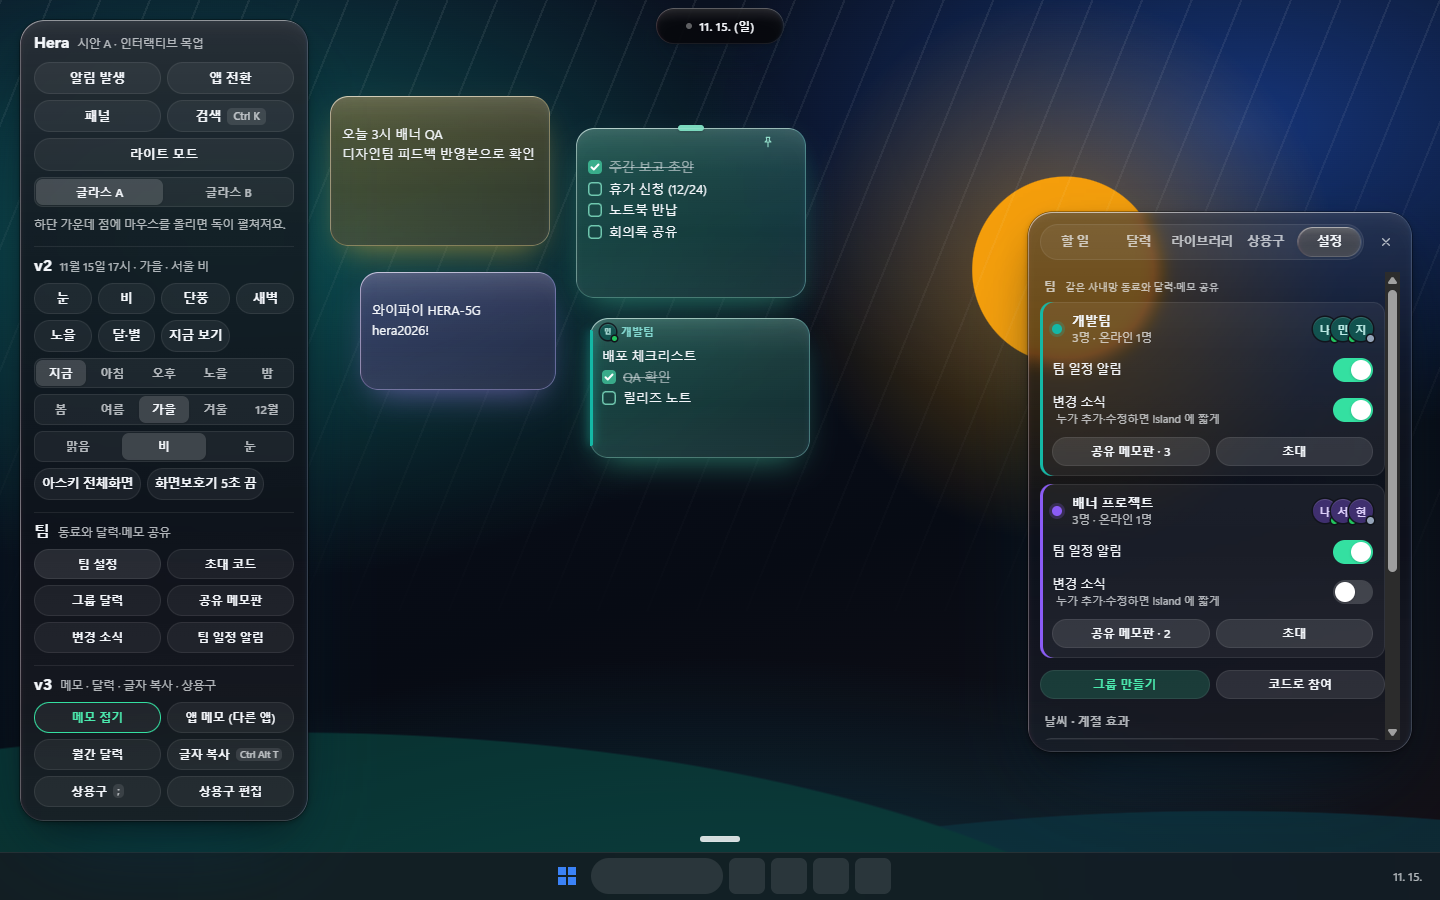 Hera 시안 A · 인터랙티브 목업
알림 발생
앱 전환
패널
검색 Ctrl K
라이트 모드
글라스 A
글라스 B
하단 가운데 점에 마우스를 올리면 독이 펼쳐져요.
v2 11월 15일 17시 · 가을 · 서울 비
눈
비
단풍
새벽
노을
달·별
지금 보기
지금
아침
오후
노을
밤
봄
여름
가을
겨울
12월
맑음
비
눈
아스키 전체화면
화면보호기 5초 끔
팀 동료와 달력·메모 공유
팀 설정
초대 코드
그룹 달력
공유 메모판
변경 소식
팀 일정 알림
v3 메모 · 달력 · 글자 복사 · 상용구
메모 접기
앱 메모 (다른 앱)
월간 달력
글자 복사 Ctrl Alt T
상용구 ;
상용구 편집
11. 15. (일)
오늘 3시 배너 QA
디자인팀 피드백 반영본으로 확인
주간 보고 초안
휴가 신청 (12/24)
노트북 반납
회의록 공유
와이파이 HERA-5G
hera2026!
민 개발팀
배포 체크리스트
QA 확인
릴리즈 노트
할 일
달력
라이브러리
상용구
설정
팀 같은 사내망 동료와 달력·메모 공유
개발팀
3명 · 온라인 1명
나 민 지
팀 일정 알림
변경 소식
누가 추가·수정하면 Island 에 짧게
공유 메모판 · 3
초대
배너 프로젝트
3명 · 온라인 1명
나 서 현
팀 일정 알림
변경 소식
누가 추가·수정하면 Island 에 짧게
공유 메모판 · 2
초대
그룹 만들기
코드로 참여
날씨 · 계절 효과
11. 15.